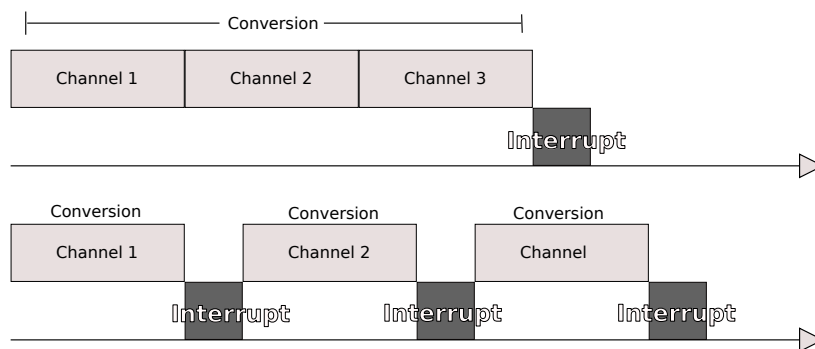 Conversion
Channel 1 Channel 2 Channel 3
Interrupt
Conversion Conversion Conversion
Channel 1 Channel 2 Channel
Interrupt Interrupt Interrupt